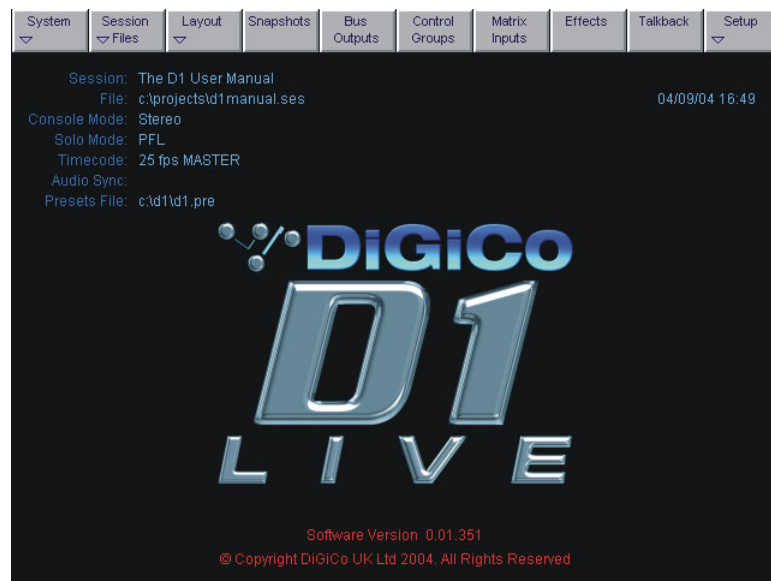 System Session Files Layout Snapshots Bus Outputs Control Groups Matrix Inputs Effects Talkback Setup
Session: The D1 User Manual
File: c:\projects\d1manual.ses 04/09/04 16:49
Console Mode: Stereo
Solo Mode: PFL
Timecode: 25 fps MASTER
Audio Sync:
Presets File: c:\d1\d1.pre
DiGiCo
D1
LIVE
Software Version 0.01.351
© Copyright DiGiCo UK Ltd 2004. All Rights Reserved